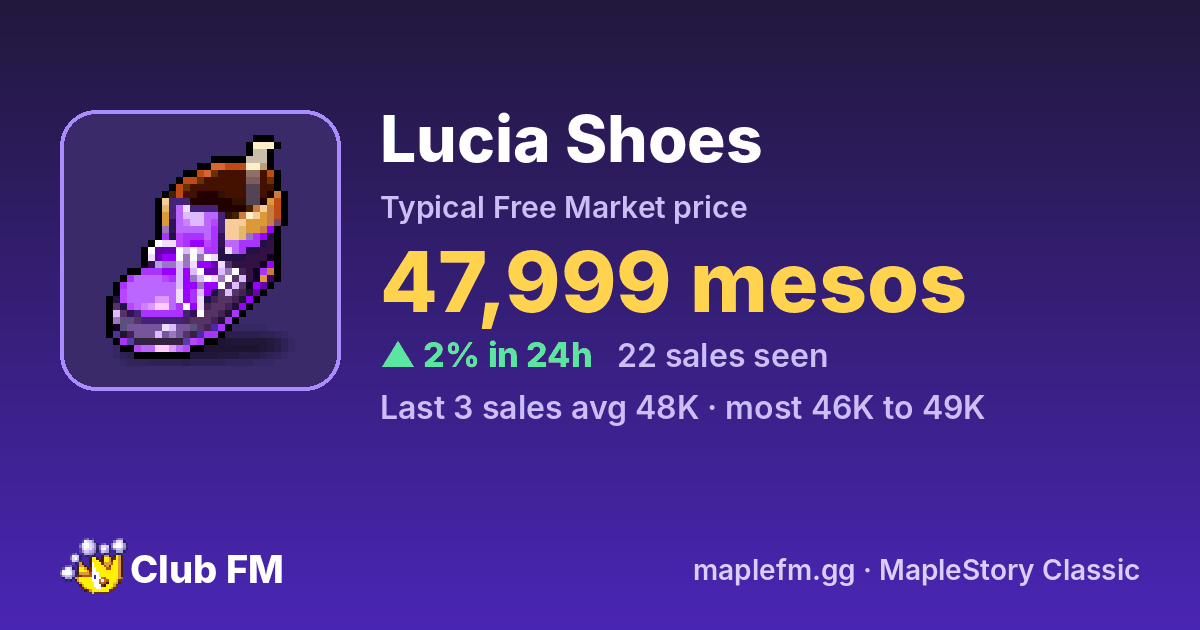 Lucia Shoes
Typical Free Market price
47,999 mesos
▲ 2% in 24h 22 sales seen
Last 3 sales avg 48K · most 46K to 49K
Club FM
maplefm.gg · MapleStory Classic